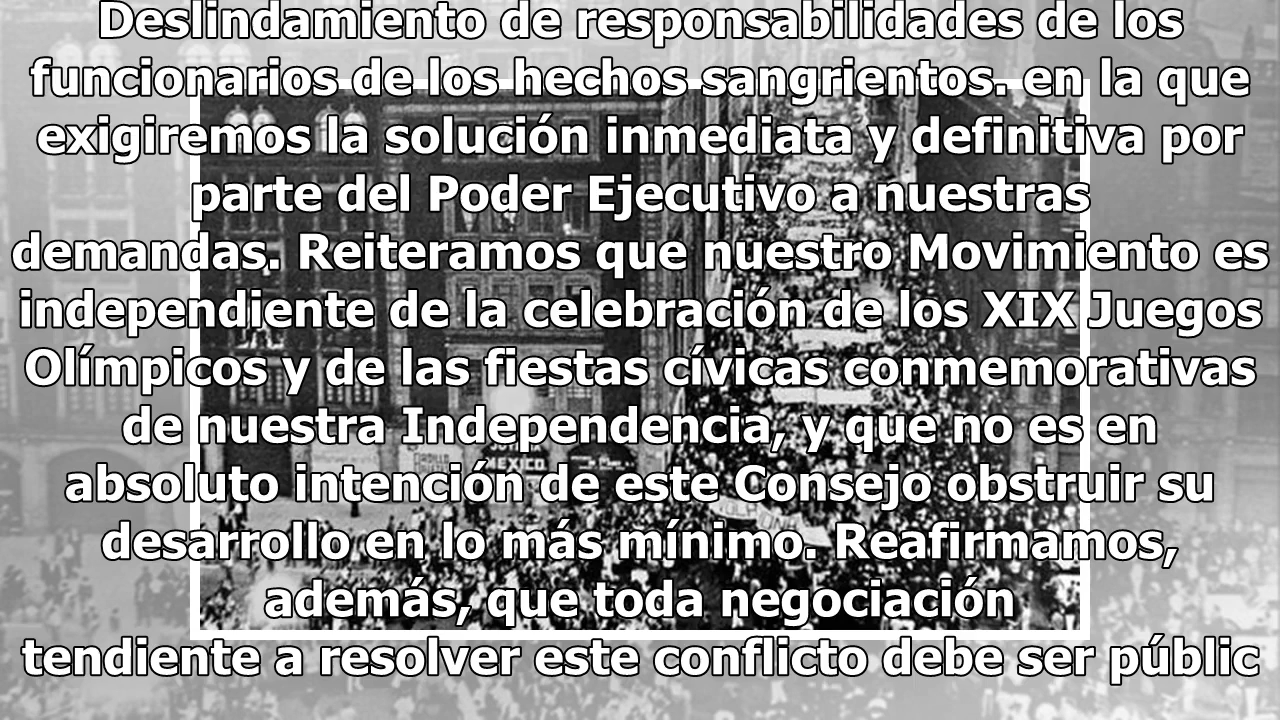 Deslindamiento de responsabilidades de los
funcionarios de los hechos sangrientos. en la que
exigiremos la solución inmediata y definitiva por
parte del Poder Ejecutivo a nuestras
demandas. Reiteramos que nuestro Movimiento es
independiente de la celebración de los XIX Juegos
Olímpicos y de las fiestas cívicas conmemorativas
de nuestra Independencia, y que no es en
absoluto intención de este Consejo obstruir su
desarrollo en lo más mínimo. Reafirmamos,
además, que toda negociación
tendiente a resolver este conflicto debe ser públic
MEXICO